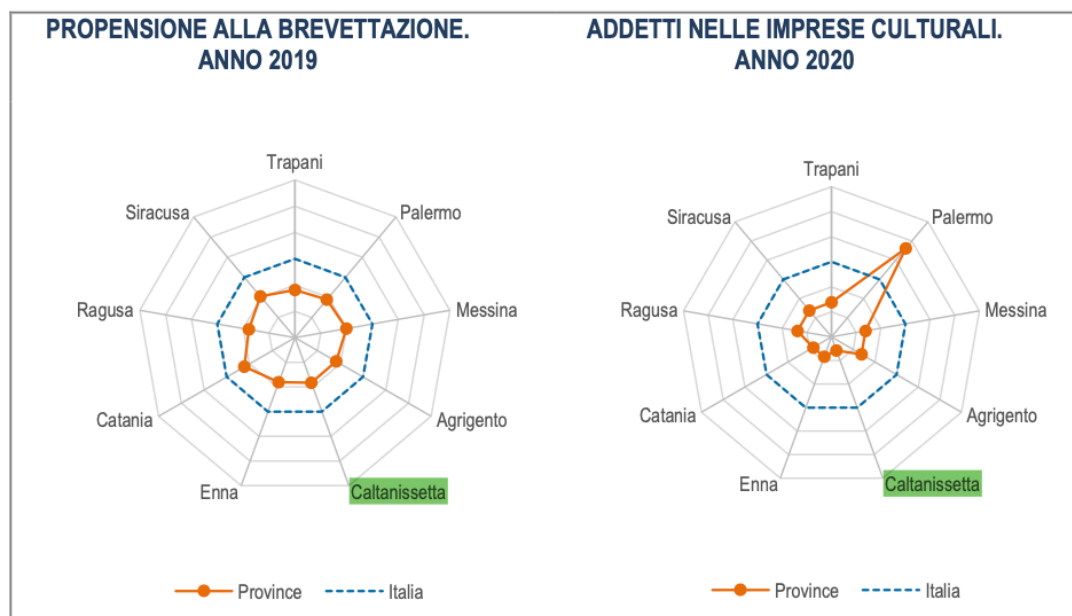 PROPENSIONE ALLA BREVETTAZIONE.
ANNO 2019
Trapani
Palermo
Messina
Agrigento
Caltanissetta
Enna
Catania
Ragusa
Siracusa
Province
Italia
ADDETTI NELLE IMPRESE CULTURALI.
ANNO 2020
Trapani
Palermo
Messina
Agrigento
Caltanissetta
Enna
Catania
Ragusa
Siracusa
Province
Italia